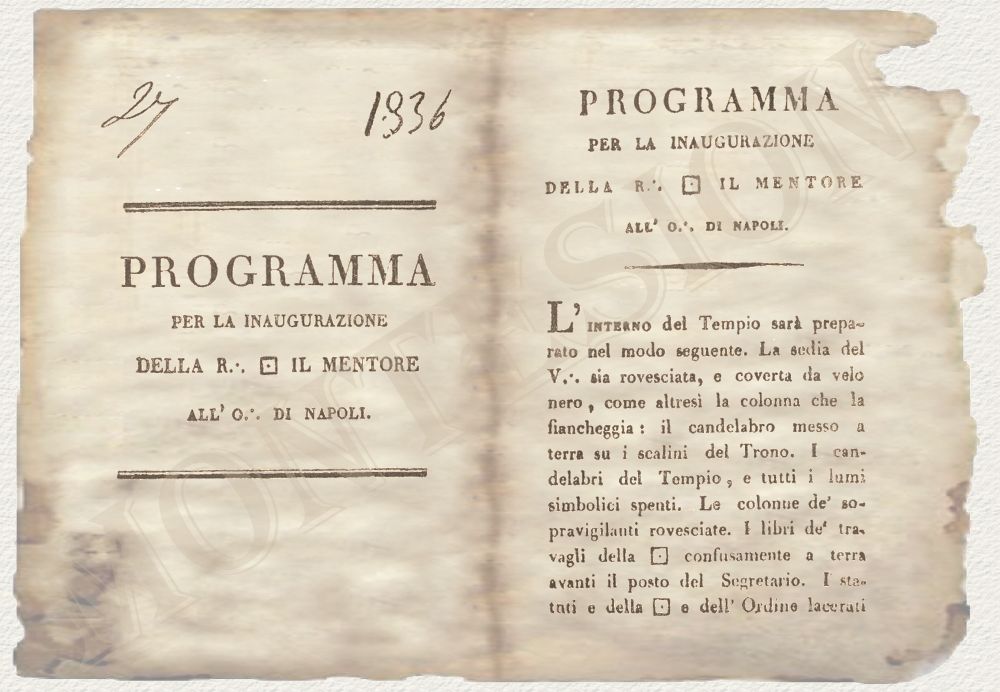 27 1836
PROGRAMMA
PER LA INAUGURAZIONE
DELLA R.·. ⊡ IL MENTORE
ALL' O.·. DI NAPOLI.
PROGRAMMA
PER LA INAUGURAZIONE
DELLA R.·. ⊡ IL MENTORE
ALL' O.·. DI NAPOLI.
L' INTERNO del Tempio sarà prepa-
rato nel modo seguente. La sedia del
V.·. sia rovesciata, e coverta da velo
nero, come altresì la colonna che la
fiancheggia: il candelabro messo a
terra su i scalini del Trono. I can-
delabri del Tempio, e tutti i lumi
simbolici spenti. Le colonne de' so-
pravigilanti rovesciate. I libri de' tra-
vagli della ⊡ confusamente a terra
avanti il posto del Segretario. I sta-
tuti e della ⊡ e dell' Ordine lacerati
MONTESION